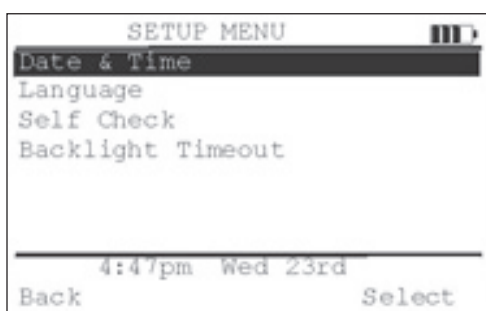 SETUP MENU
Date & Time
Language
Self Check
Backlight Timeout
4:47pm Wed 23rd
Back Select